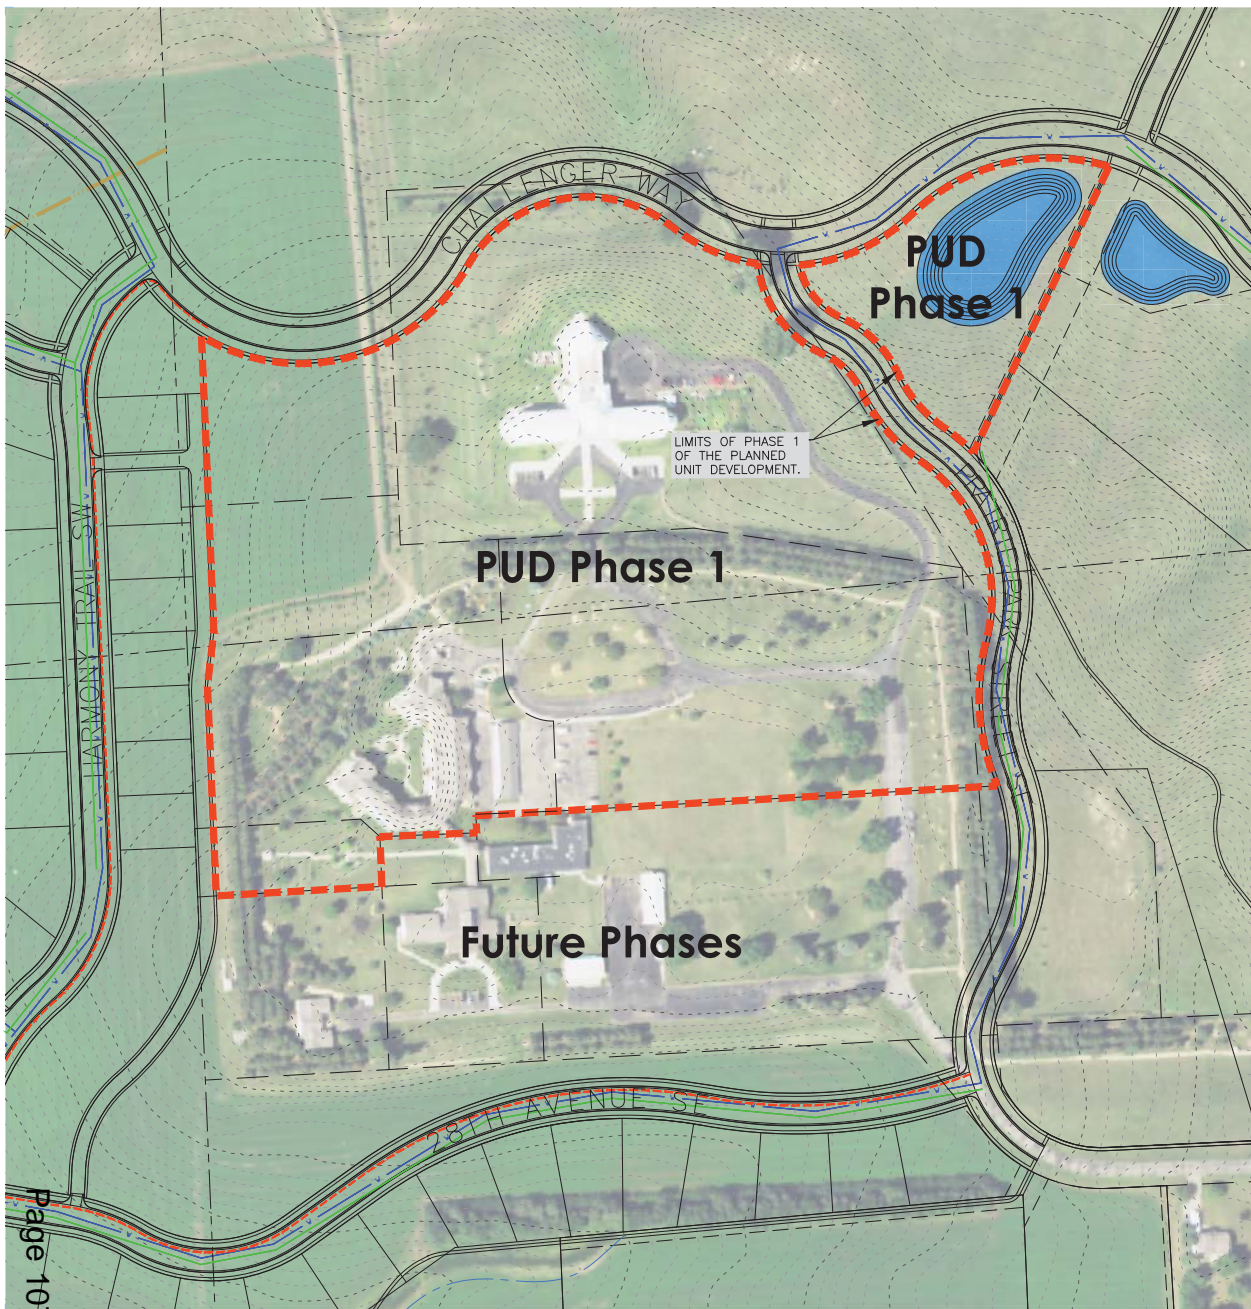 CHALLENGER WAY
PUD
Phase 1
LIMITS OF PHASE 1
OF THE PLANNED
UNIT DEVELOPMENT.
HARMONY TRAIL SW
PUD Phase 1
Future Phases
28TH AVENUE SE
Page 107